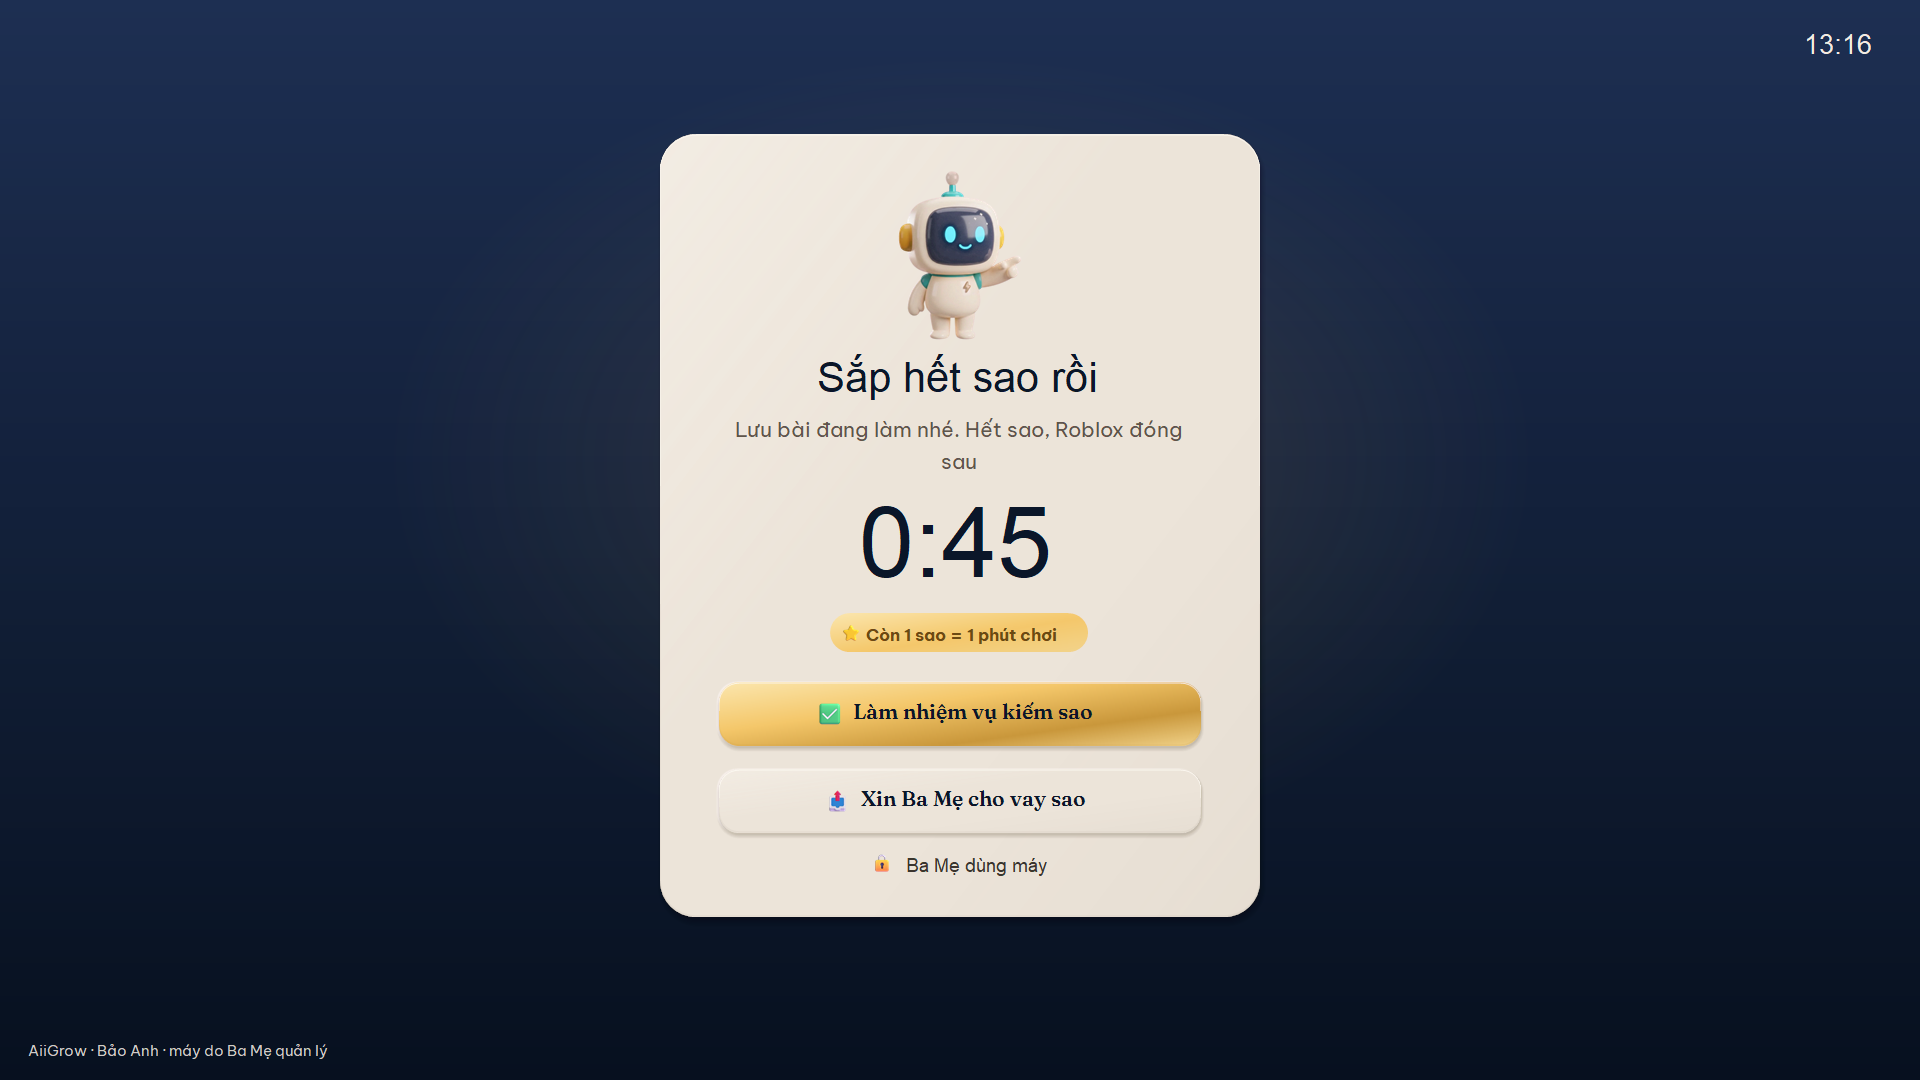 13:16
Sắp hết sao rồi
Lưu bài đang làm nhé. Hết sao, Roblox đóng
sau
0:45
Còn 1 sao = 1 phút chơi
Làm nhiệm vụ kiếm sao
Xin Ba Mẹ cho vay sao
Ba Mẹ dùng máy
AiiGrow · Bảo Anh · máy do Ba Mẹ quản lý